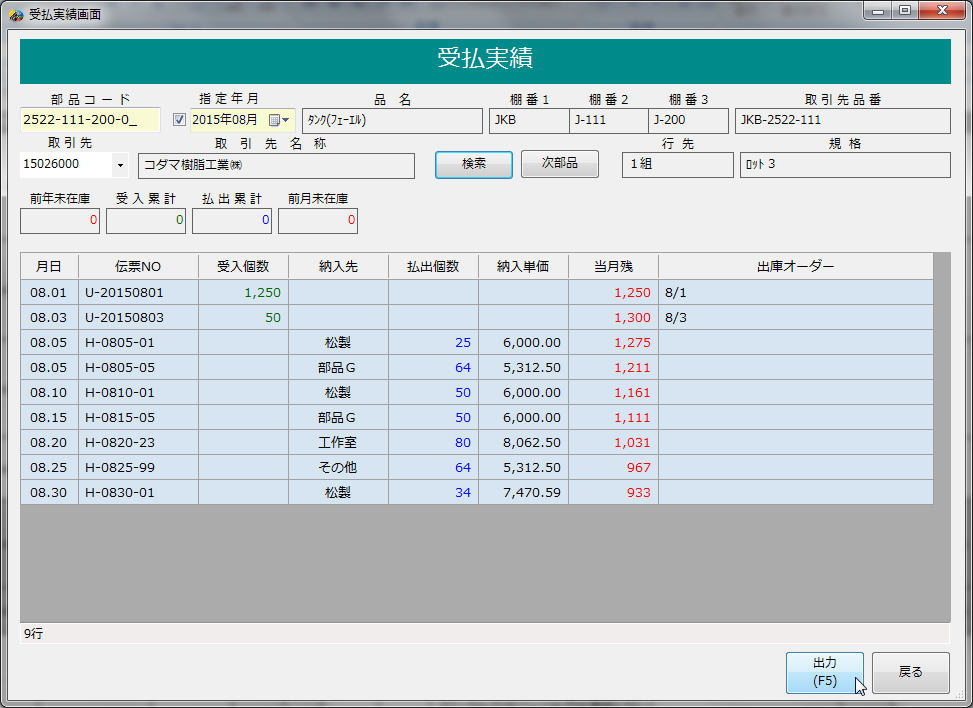 受払実績画面
受払実績
部品コード 指定年月 品名 棚番1 棚番2 棚番3 取引先品番
2522-111-200-0_ 2015年08月 ﾀﾝｸ(ﾌｭｰｴﾙ) JKB J-111 J-200 JKB-2522-111
取引先 取引先名称 行先 規格
15026000 コダマ樹脂工業㈱ 検索 次部品 1組 ﾛｯﾄ3
前年未在庫 受入累計 払出累計 前月未在庫
0 0 0 0
月日 伝票NO 受入個数 納入先 払出個数 納入単価 当月残 出庫オーダー
08.01 U-20150801 1,250 1,250 8/1
08.03 U-20150803 50 1,300 8/3
08.05 H-0805-01 松製 25 6,000.00 1,275
08.05 H-0805-05 部品G 64 5,312.50 1,211
08.10 H-0810-01 松製 50 6,000.00 1,161
08.15 H-0815-05 部品G 50 6,000.00 1,111
08.20 H-0820-23 工作室 80 8,062.50 1,031
08.25 H-0825-99 その他 64 5,312.50 967
08.30 H-0830-01 松製 34 7,470.59 933
9行
出力
(F5)
戻る